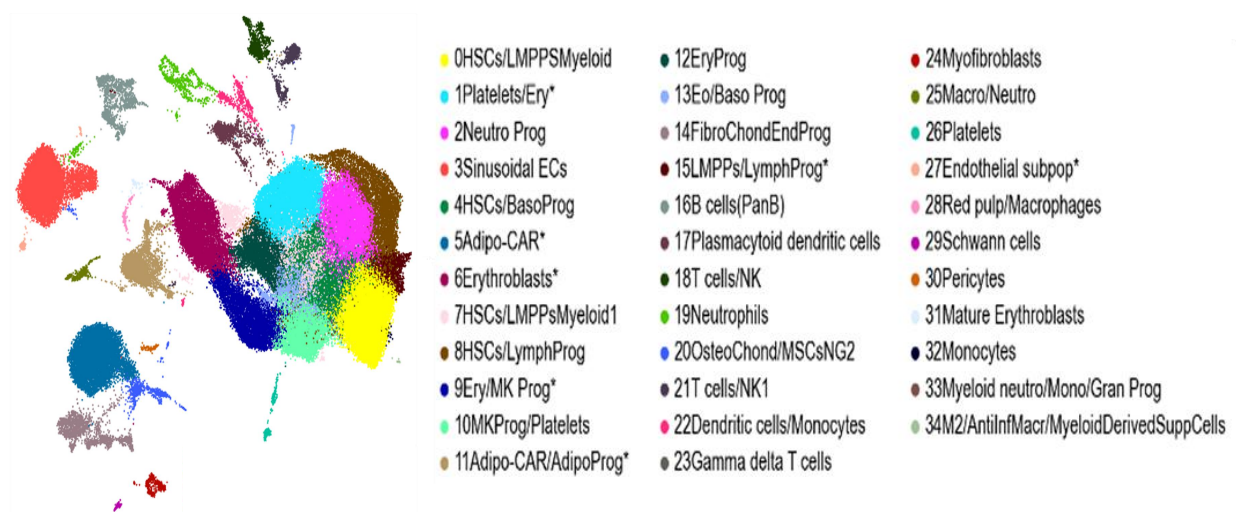 0HSCs/LMPPSMyeloid
1Platelets/Ery*
2Neutro Prog
3Sinusoidal ECs
4HSCs/BasoProg
5Adipo-CAR*
6Erythroblasts*
7HSCs/LMPPsMyeloid1
8HSCs/LymphProg
9Ery/MK Prog*
10MKProg/Platelets
11Adipo-CAR/AdipoProg*
12EryProg
13Eo/Baso Prog
14FibroChondEndProg
15LMPPs/LymphProg*
16B cells(PanB)
17Plasmacytoid dendritic cells
18T cells/NK
19Neutrophils
20OsteoChond/MSCsNG2
21T cells/NK1
22Dendritic cells/Monocytes
23Gamma delta T cells
24Myofibroblasts
25Macro/Neutro
26Platelets
27Endothelial subpop*
28Red pulp/Macrophages
29Schwann cells
30Pericytes
31Mature Erythroblasts
32Monocytes
33Myeloid neutro/Mono/Gran Prog
34M2/AntiInfMacr/MyeloidDerivedSuppCells